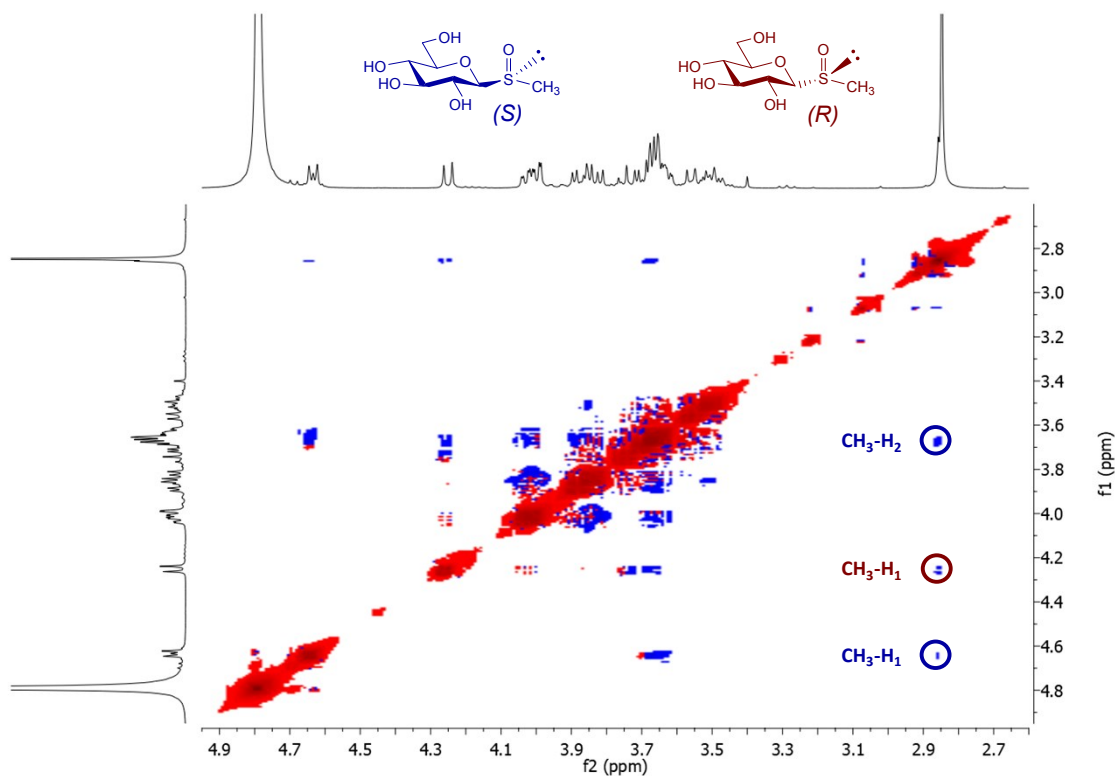 OH
O
HO
O
S
HO
CH₃
OH
(S)
OH
O
HO
O
S
HO
CH₃
OH
(R)
2.8
3.0
3.2
3.4
3.6
3.8
4.0
4.2
4.4
4.6
4.8
f1 (ppm)
CH₃-H₂
CH₃-H₁
CH₃-H₁
4.9 4.7 4.5 4.3 4.1 3.9 3.7 3.5 3.3 3.1 2.9 2.7
f2 (ppm)